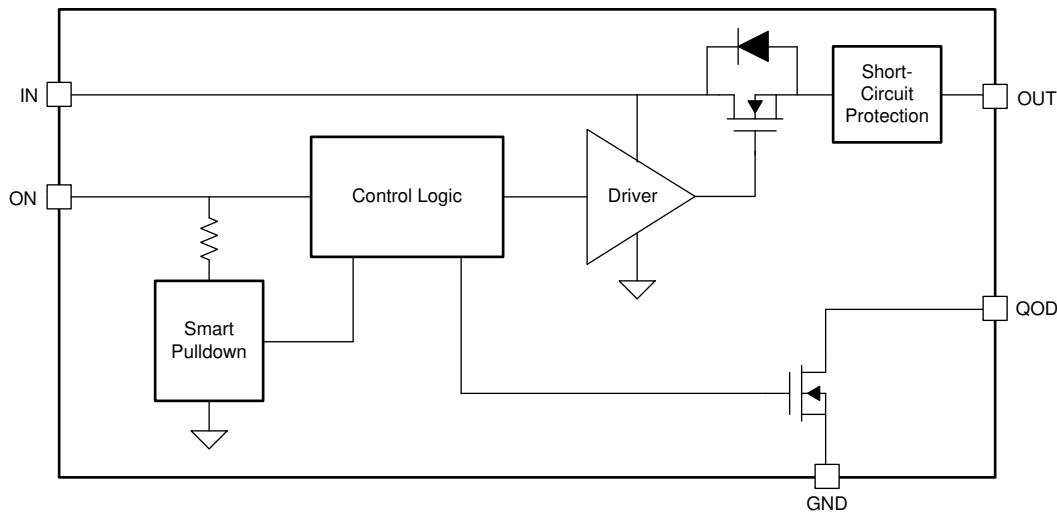 IN
Short-
Circuit
Protection
OUT
ON
Control Logic
Driver
Smart
Pulldown
QOD
GND